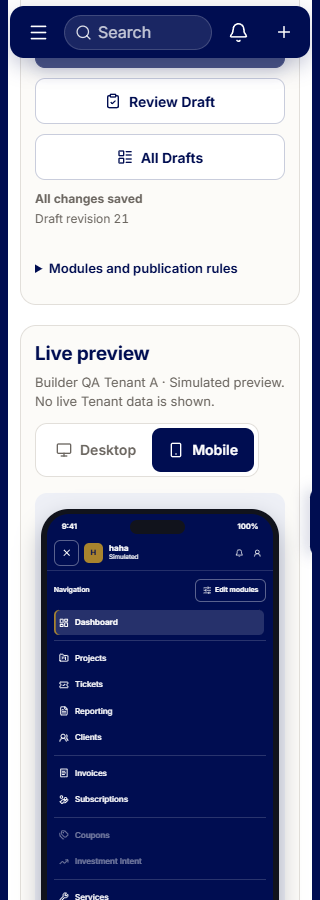 Search
Review Draft
All Drafts
All changes saved
Draft revision 21
Modules and publication rules
Live preview
Builder QA Tenant A · Simulated preview.
No live Tenant data is shown.
Desktop
Mobile
9:41
100%
H
haha
Simulated
Navigation
Edit modules
Dashboard
Projects
Tickets
Reporting
Clients
Invoices
Subscriptions
Coupons
Investment Intent
Services